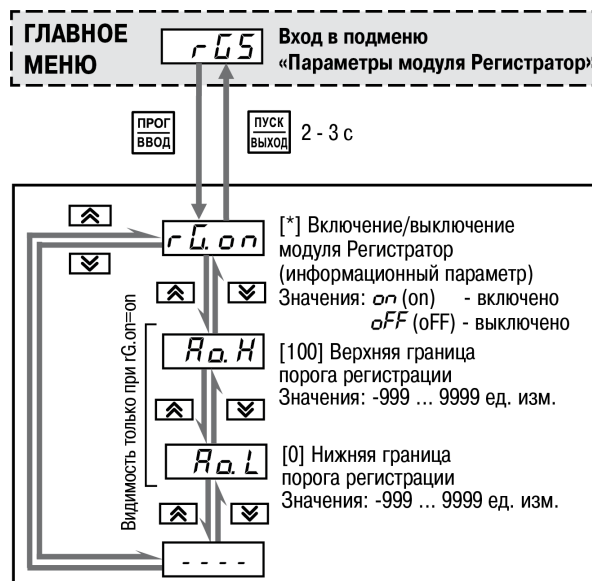 ГЛАВНОЕ
МЕНЮ
rGS
Вход в подменю
«Параметры модуля Регистратор»
ПРОГ
ВВОД
ПУСК
ВЫХОД
2 - 3 с
rG.on
[*] Включение/выключение
модуля Регистратор
(информационный параметр)
Значения: on (on) - включено
oFF (oFF) - выключено
Видимость только при rG.on=on
Ao.H
[100] Верхняя граница
порога регистрации
Значения: -999 ... 9999 ед. изм.
Ao.L
[0] Нижняя граница
порога регистрации
Значения: -999 ... 9999 ед. изм.
- - - -